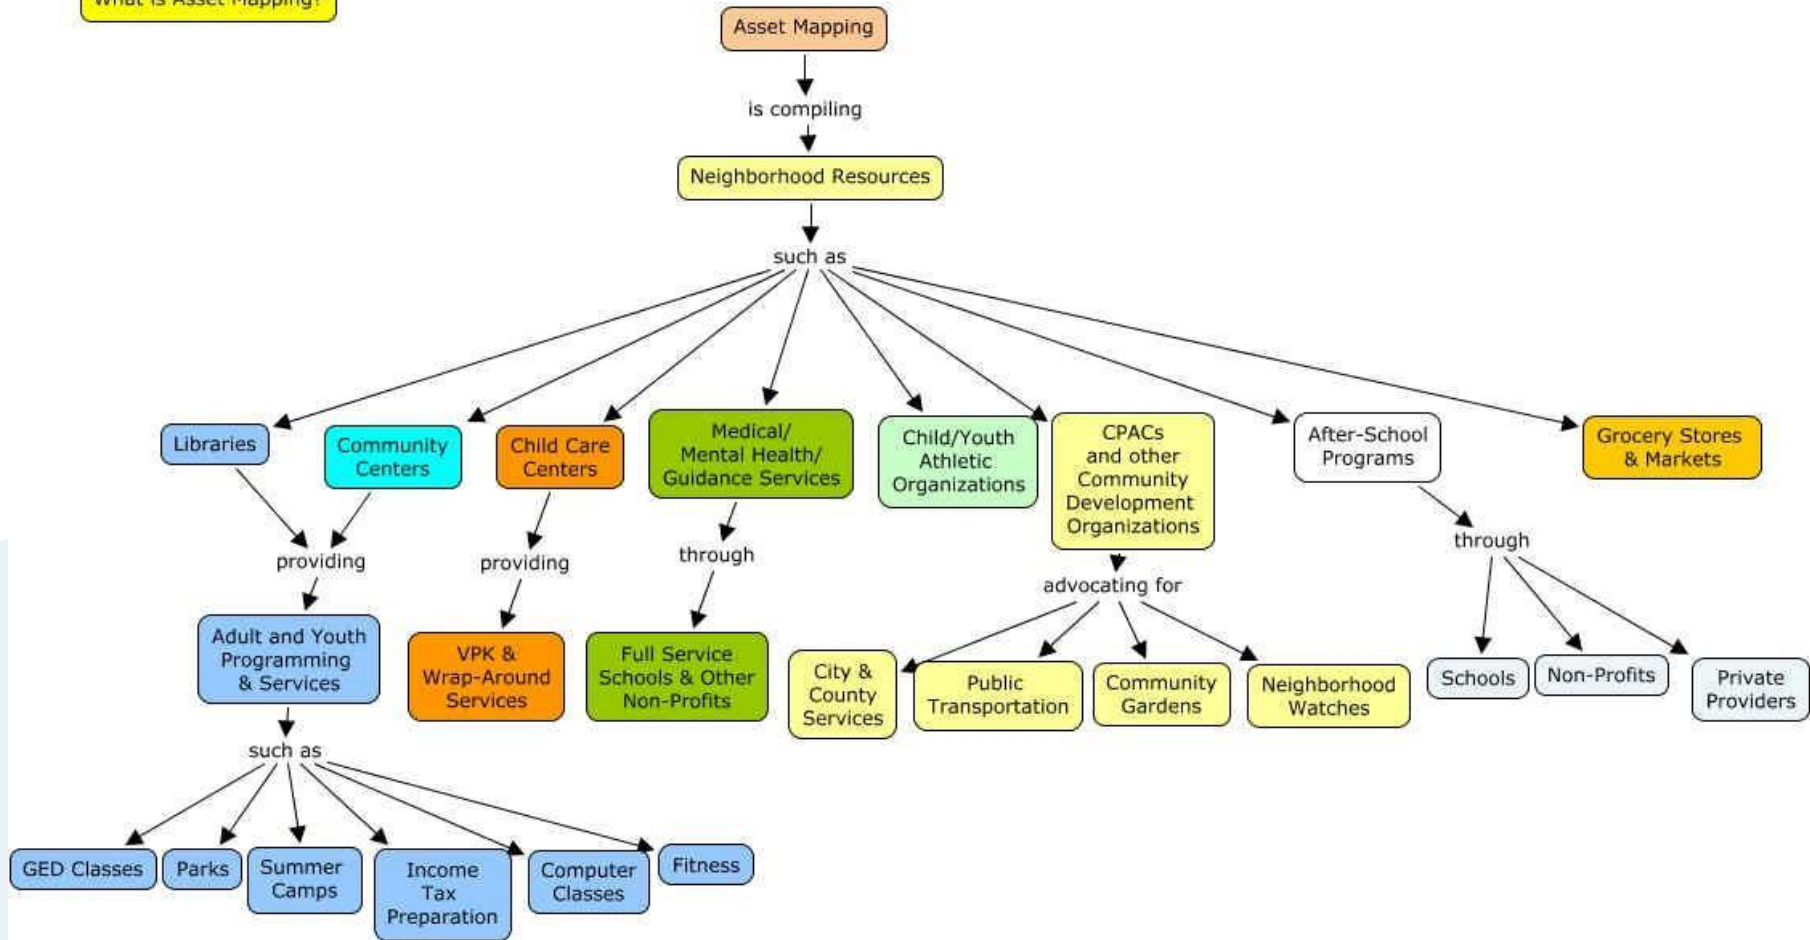 What is Asset Mapping?
Asset Mapping
is compiling
Neighborhood Resources
such as
Libraries
Community
Centers
Child Care
Centers
Medical/
Mental Health/
Guidance Services
Child/Youth
Athletic
Organizations
CPACs
and other
Community
Development
Organizations
After-School
Programs
Grocery Stores
& Markets
providing
providing
through
advocating for
through
Adult and Youth
Programming
& Services
VPK &
Wrap-Around
Services
Full Service
Schools & Other
Non-Profits
City &
County
Services
Public
Transportation
Community
Gardens
Neighborhood
Watches
Schools
Non-Profits
Private
Providers
such as
GED Classes
Parks
Summer
Camps
Income
Tax
Preparation
Computer
Classes
Fitness